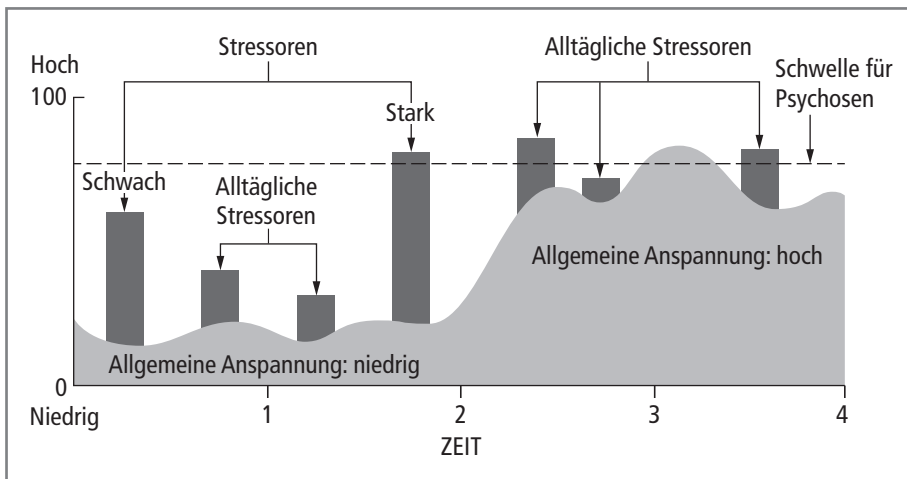 Stressoren
Alltägliche Stressoren
Hoch
100
Schwelle für
Psychosen
Stark
Schwach
Alltägliche
Stressoren
Allgemeine Anspannung: hoch
Allgemeine Anspannung: niedrig
0
Niedrig
1
2
3
4
ZEIT